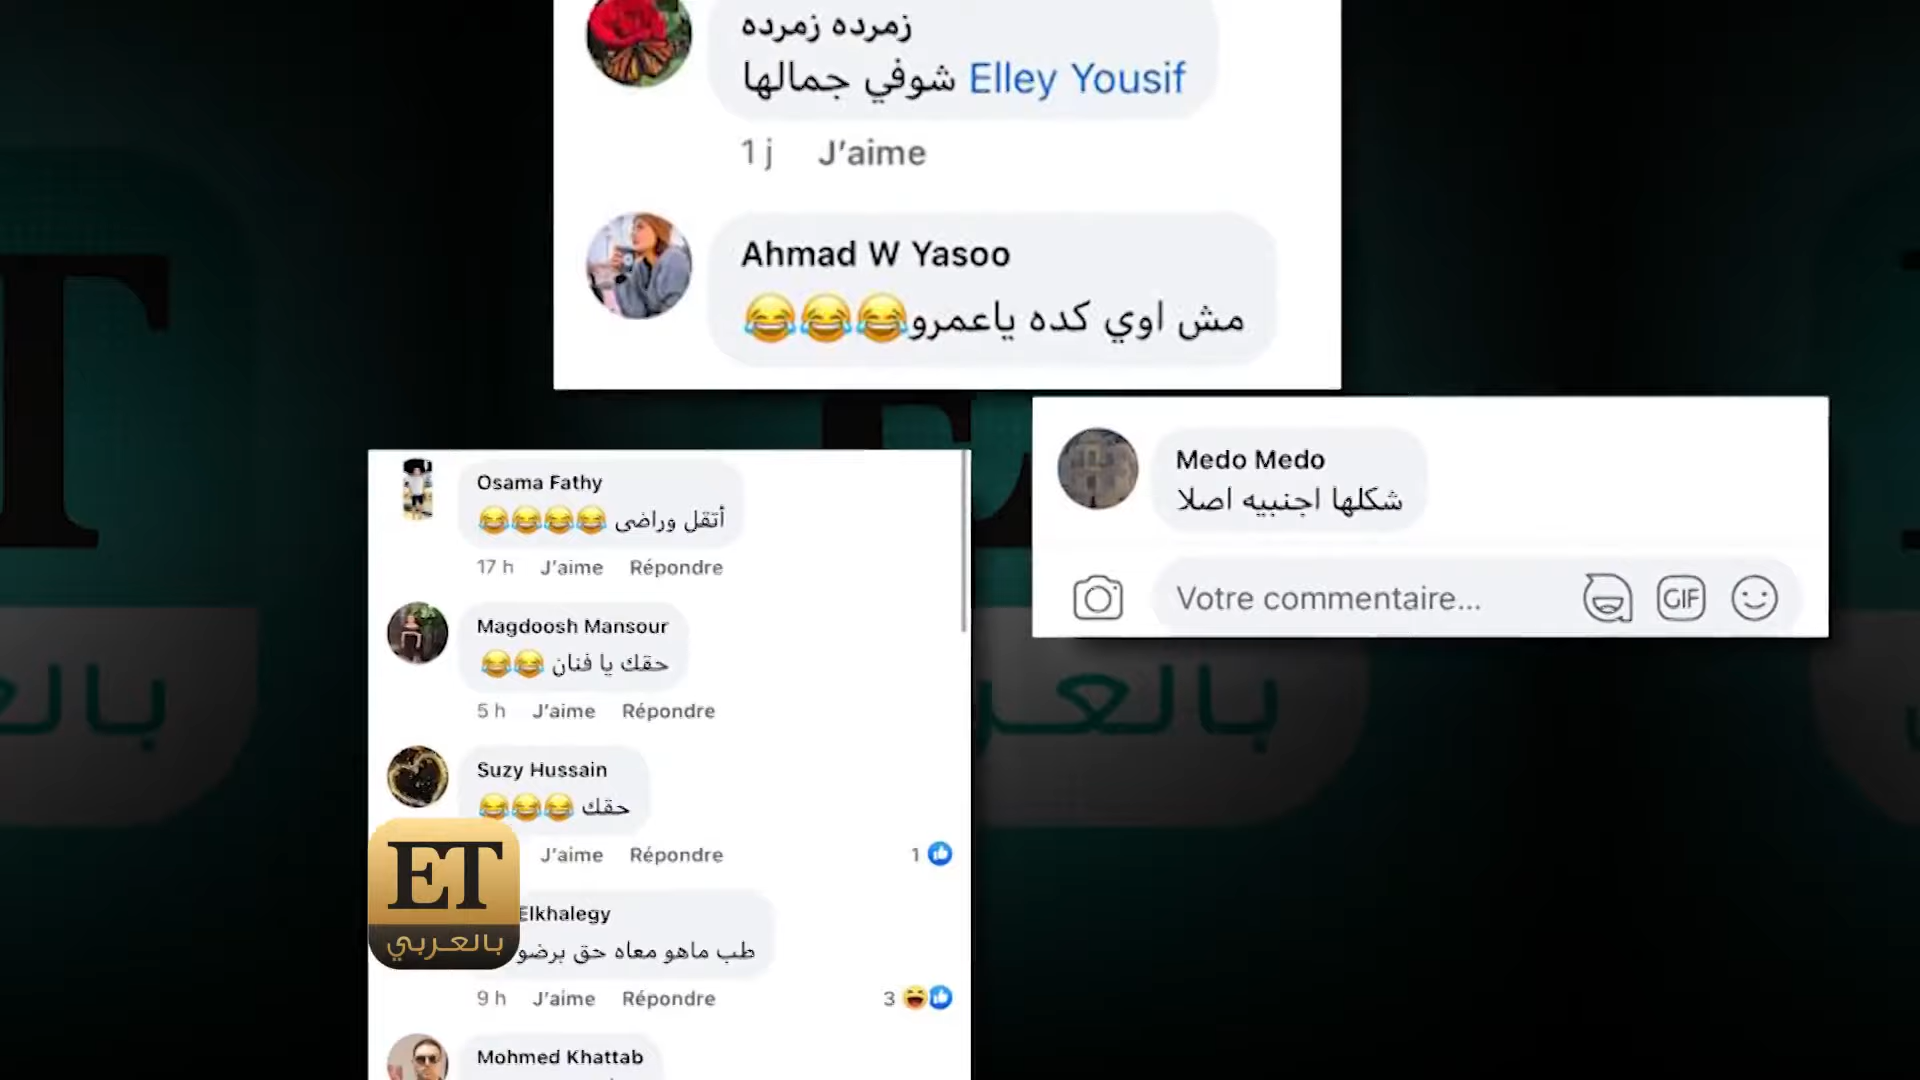 زمرده زمرده
شوفي جمالها Elley Yousif
1 j J'aime
Ahmad W Yasoo
مش اوي كده ياعمرو😂😂😂
Medo Medo
شكلها اجنبيه اصلا
Votre commentaire...
GIF
Osama Fathy
أتقل وراضى 😂😂😂😂
17 h J'aime Répondre
Magdoosh Mansour
حقك يا فنان 😂😂
5 h J'aime Répondre
Suzy Hussain
حقك 😂😂😂
J'aime Répondre 1
Elkhalegy
طب ماهو معاه حق برضو
9 h J'aime Répondre 3
Mohmed Khattab
ET
بالعربي
بالعربي